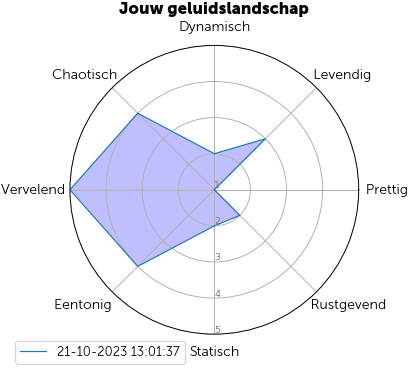 Jouw geluidslandschap
Dynamisch
Chaotisch
Levendig
Vervelend
Prettig
1
2
3
4
5
Eentonig
Rustgevend
Statisch
21-10-2023 13:01:37